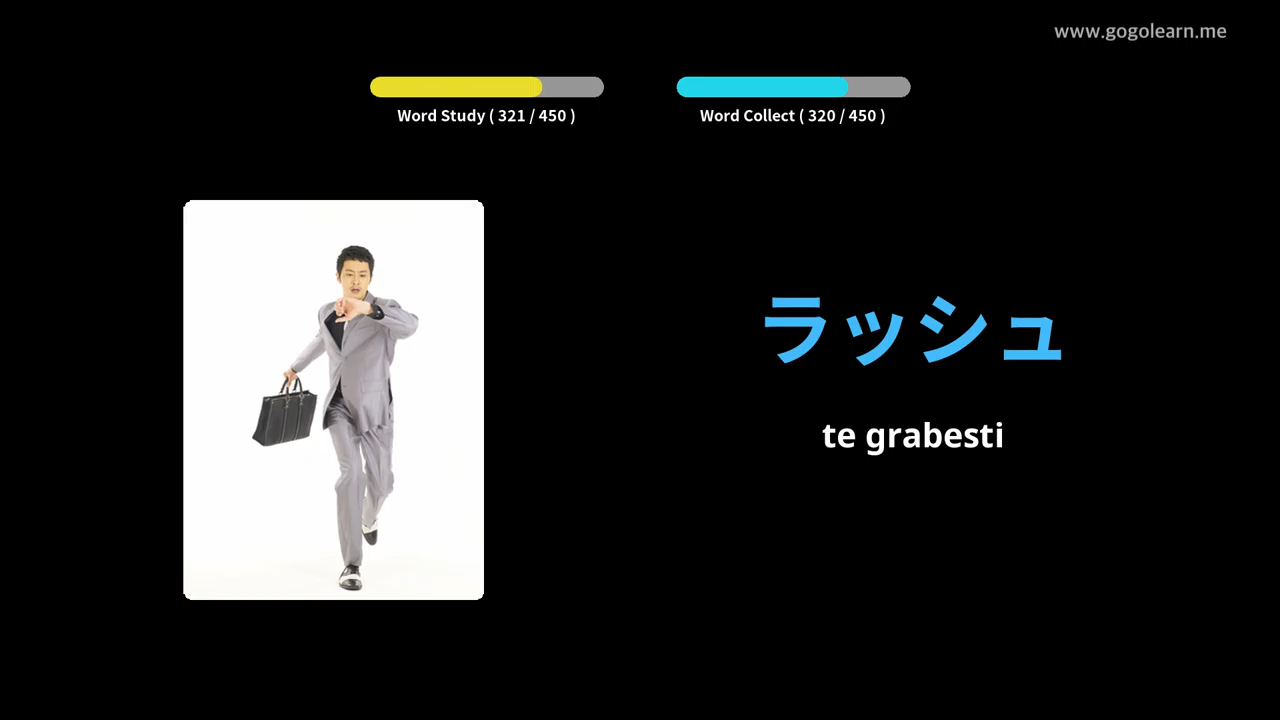 www.gogolearn.me
Word Study ( 321 / 450 )
Word Collect ( 320 / 450 )
ラッシュ
te grabesti